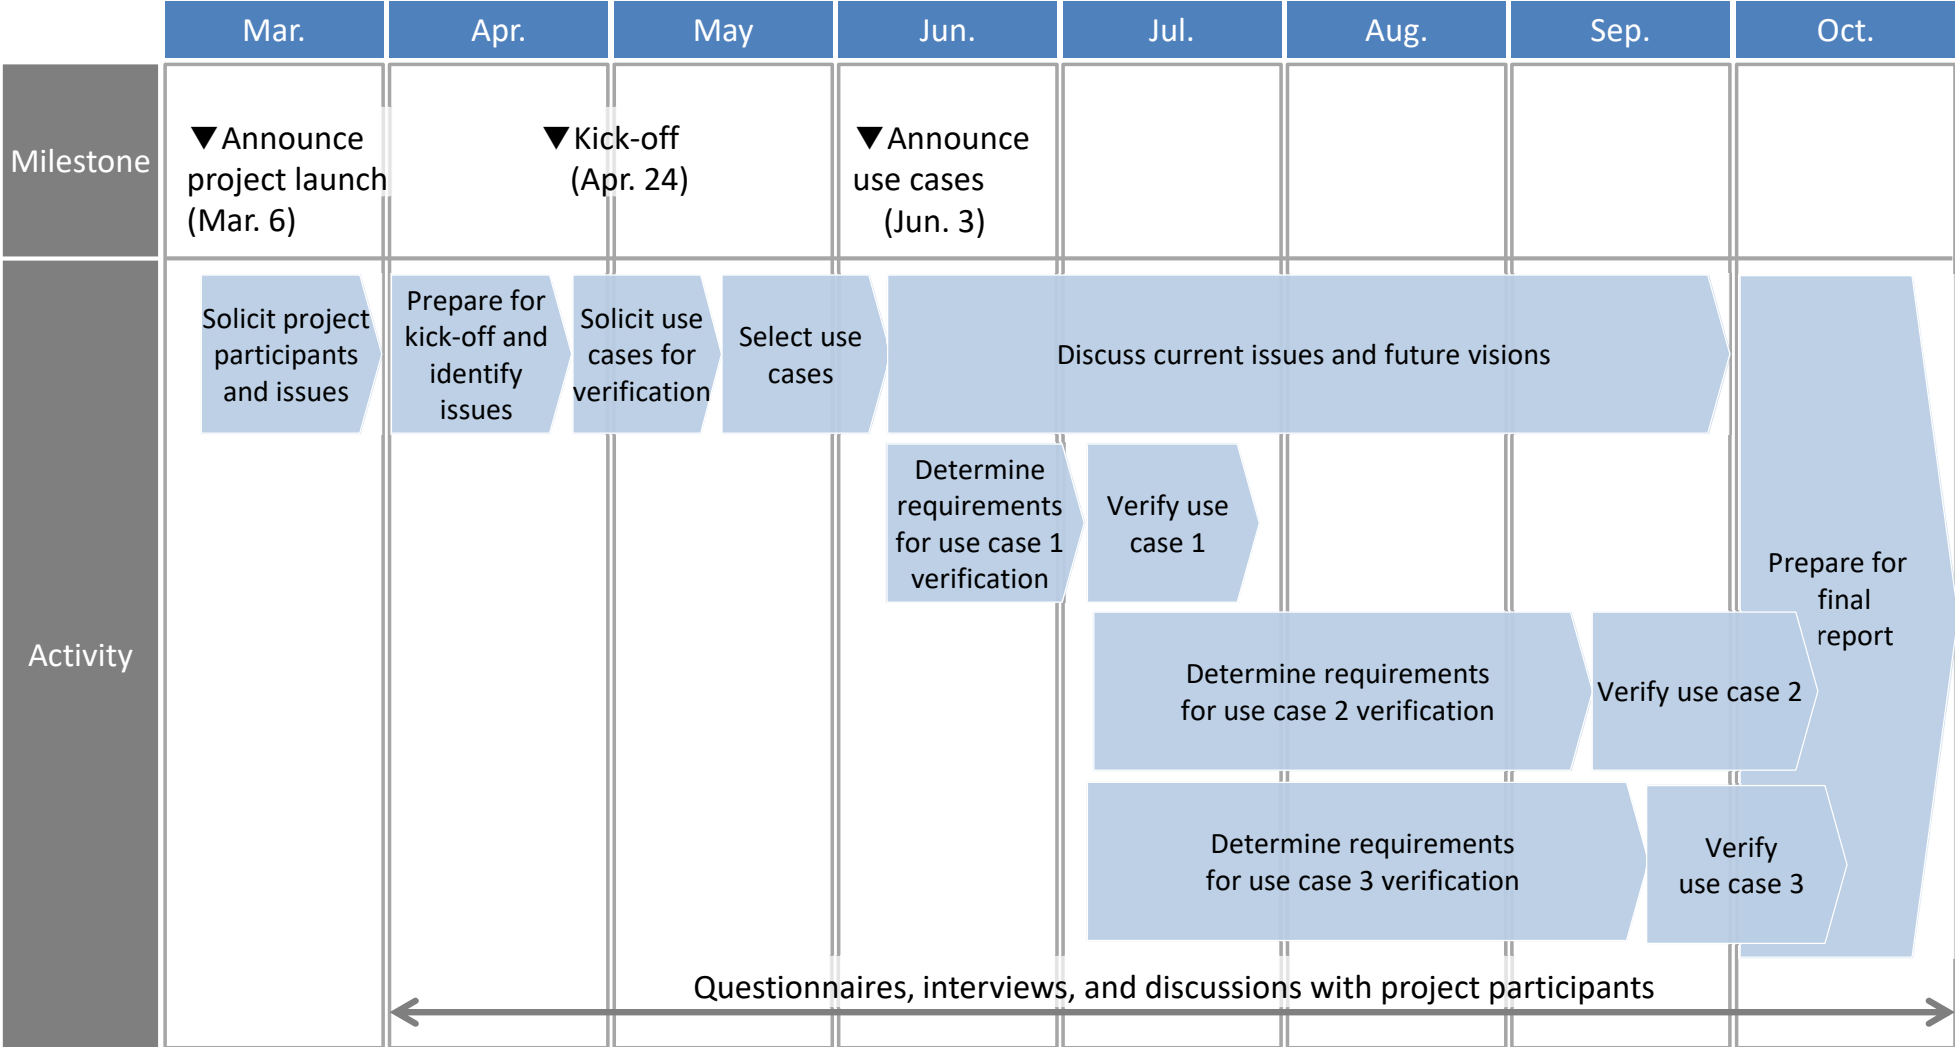 Mar.
Apr.
May
Jun.
Jul.
Aug.
Sep.
Oct.
Milestone
▼Announce
project launch
(Mar. 6)
▼Kick-off
(Apr. 24)
▼Announce
use cases
(Jun. 3)
Activity
Solicit project
participants
and issues
Prepare for
kick-off and
identify
issues
Solicit use
cases for
verification
Select use
cases
Discuss current issues and future visions
Determine
requirements
for use case 1
verification
Verify use
case 1
Prepare for
final
report
Determine requirements
for use case 2 verification
Verify use case 2
Determine requirements
for use case 3 verification
Verify
use case 3
Questionnaires, interviews, and discussions with project participants